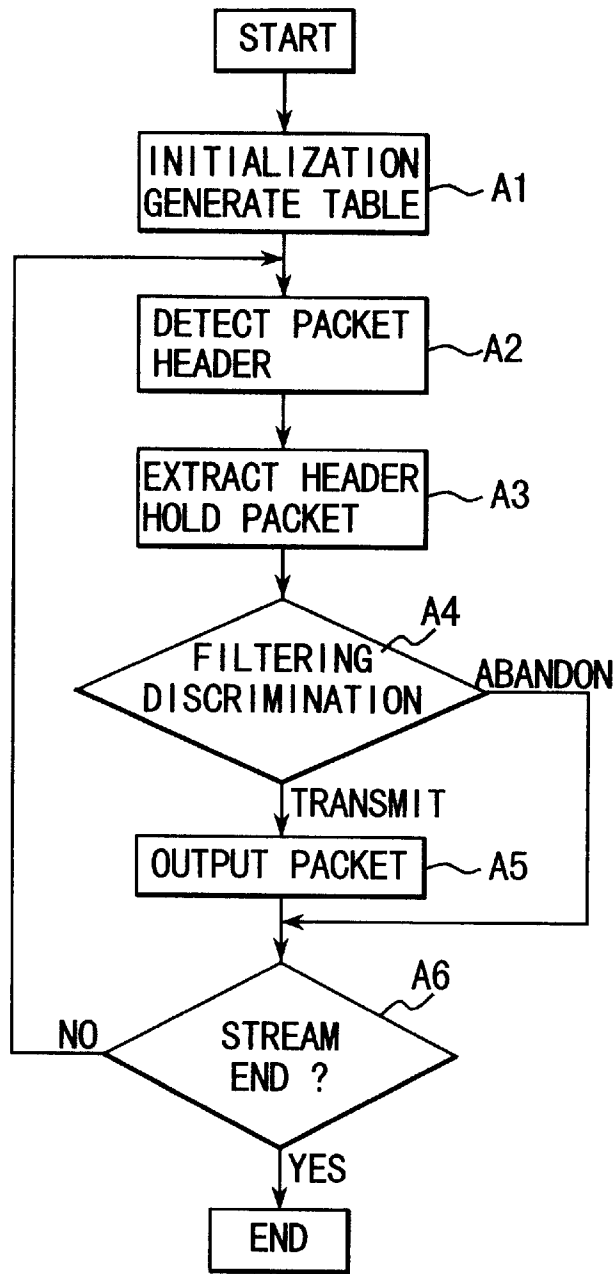 START
INITIALIZATION
GENERATE TABLE
A1
DETECT PACKET
HEADER
A2
EXTRACT HEADER
HOLD PACKET
A3
A4
FILTERING
DISCRIMINATION
ABANDON
TRANSMIT
OUTPUT PACKET
A5
A6
NO
STREAM
END ?
YES
END